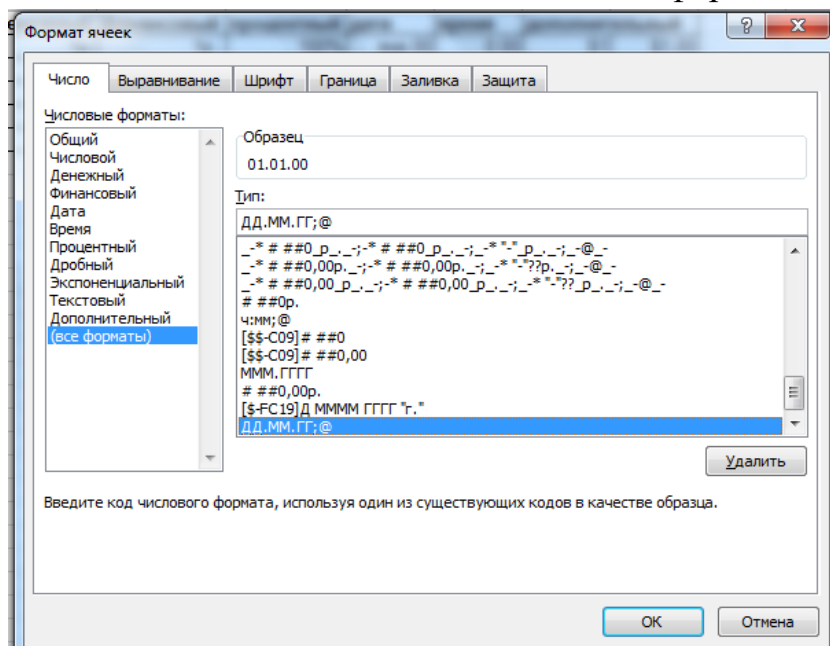 Формат ячеек
Число Выравнивание Шрифт Граница Заливка Защита
Числовые форматы:
Общий
Числовой
Денежный
Финансовый
Дата
Время
Процентный
Дробный
Экспоненциальный
Текстовый
Дополнительный
(все форматы)
Образец
01.01.00
Тип:
ДД.ММ.ГГ;@
_-* # ##0_р_._-;-* # ##0_р_._-;_-* "-"_р_._-;_-@_-
_-* # ##0,00р._-;-* # ##0,00р._-;_-* "-"??р._-;_-@_-
_-* # ##0,00_р_._-;-* # ##0,00_р_._-;_-* "-"??_р_._-;_-@_-
# ##0р.
ч:мм;@
[$$-C09]# ##0
[$$-C09]# ##0,00
МММ.ГГГГ
# ##0,00р.
[$-FC19]Д ММММ ГГГГ "г."
ДД.ММ.ГГ;@
Удалить
Введите код числового формата, используя один из существующих кодов в качестве образца.
ОК Отмена